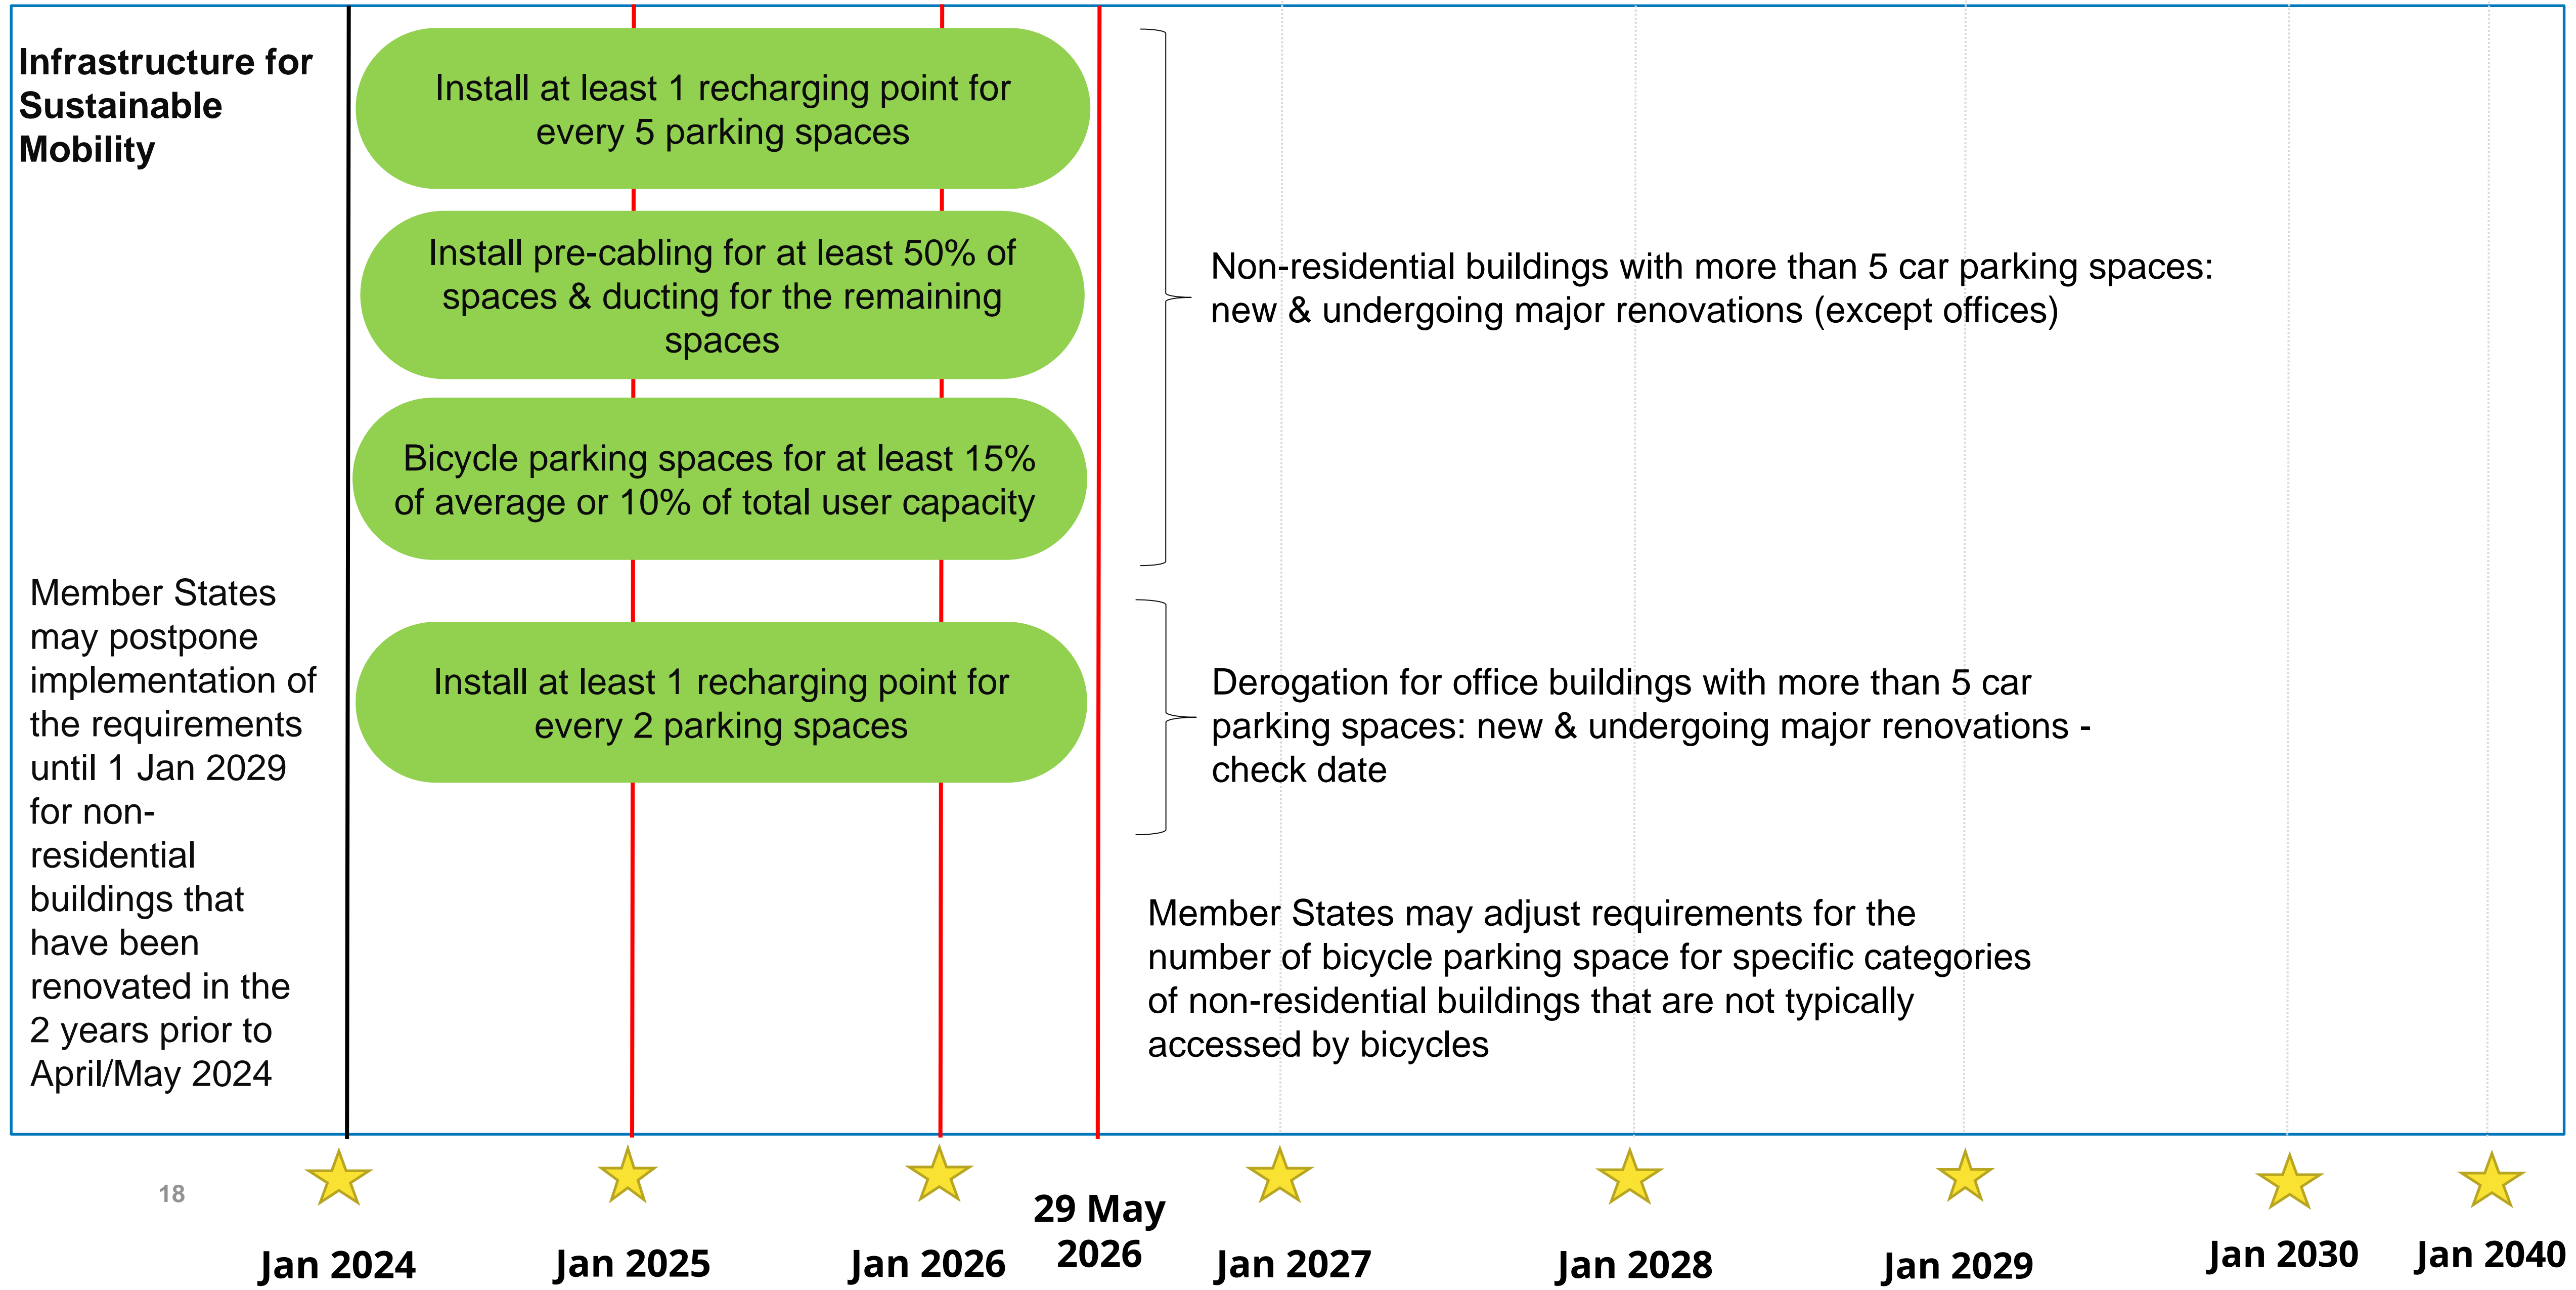 Infrastructure for
Sustainable
Mobility
Member States
may postpone
implementation of
the requirements
until 1 Jan 2029
for non-
residential
buildings that
have been
renovated in the
2 years prior to
April/May 2024
Install at least 1 recharging point for
every 5 parking spaces
Install pre-cabling for at least 50% of
spaces & ducting for the remaining
spaces
Bicycle parking spaces for at least 15%
of average or 10% of total user capacity
Install at least 1 recharging point for
every 2 parking spaces
Non-residential buildings with more than 5 car parking spaces:
new & undergoing major renovations (except offices)
Derogation for office buildings with more than 5 car
parking spaces: new & undergoing major renovations -
check date
Member States may adjust requirements for the
number of bicycle parking space for specific categories
of non-residential buildings that are not typically
accessed by bicycles
18
Jan 2024
Jan 2025
Jan 2026
29 May
2026
Jan 2027
Jan 2028
Jan 2029
Jan 2030
Jan 2040